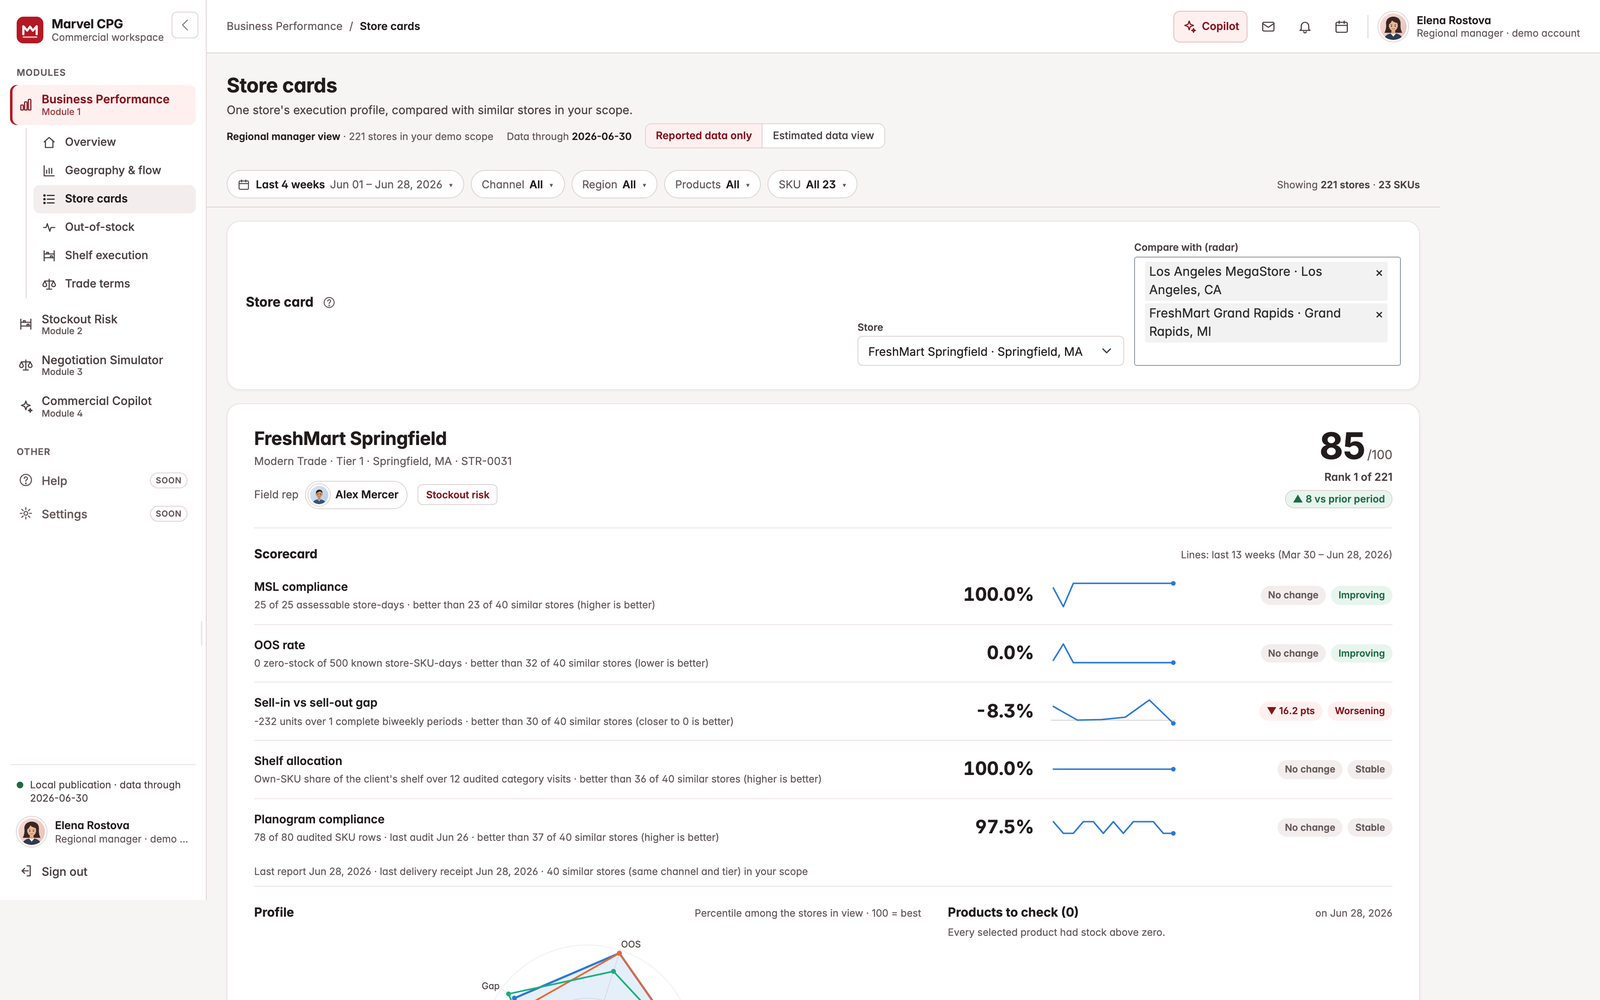 Marvel CPG
Commercial workspace
MODULES
Business Performance
Module 1
Overview
Geography & flow
Store cards
Out-of-stock
Shelf execution
Trade terms
Stockout Risk
Module 2
Negotiation Simulator
Module 3
Commercial Copilot
Module 4
OTHER
Help SOON
Settings SOON
Local publication · data through
2026-06-30
Elena Rostova
Regional manager · demo ...
Sign out
Business Performance / Store cards
Copilot
Elena Rostova
Regional manager · demo account
Store cards
One store's execution profile, compared with similar stores in your scope.
Regional manager view · 221 stores in your demo scope Data through 2026-06-30 Reported data only Estimated data view
Last 4 weeks Jun 01 – Jun 28, 2026 Channel All Region All Products All SKU All 23 Showing 221 stores · 23 SKUs
Store card
Store
FreshMart Springfield · Springfield, MA
Compare with (radar)
Los Angeles MegaStore · Los
Angeles, CA ×
FreshMart Grand Rapids · Grand
Rapids, MI ×
FreshMart Springfield
Modern Trade · Tier 1 · Springfield, MA · STR-0031
Field rep Alex Mercer Stockout risk
85/100
Rank 1 of 221
▲ 8 vs prior period
Scorecard Lines: last 13 weeks (Mar 30 – Jun 28, 2026)
MSL compliance
25 of 25 assessable store-days · better than 23 of 40 similar stores (higher is better)
100.0% No change Improving
OOS rate
0 zero-stock of 500 known store-SKU-days · better than 32 of 40 similar stores (lower is better)
0.0% No change Improving
Sell-in vs sell-out gap
-232 units over 1 complete biweekly periods · better than 30 of 40 similar stores (closer to 0 is better)
-8.3% ▼ 16.2 pts Worsening
Shelf allocation
Own-SKU share of the client's shelf over 12 audited category visits · better than 36 of 40 similar stores (higher is better)
100.0% No change Stable
Planogram compliance
78 of 80 audited SKU rows · last audit Jun 26 · better than 37 of 40 similar stores (higher is better)
97.5% No change Stable
Last report Jun 28, 2026 · last delivery receipt Jun 28, 2026 · 40 similar stores (same channel and tier) in your scope
Profile Percentile among the stores in view · 100 = best
OOS
Gap
Products to check (0) on Jun 28, 2026
Every selected product had stock above zero.